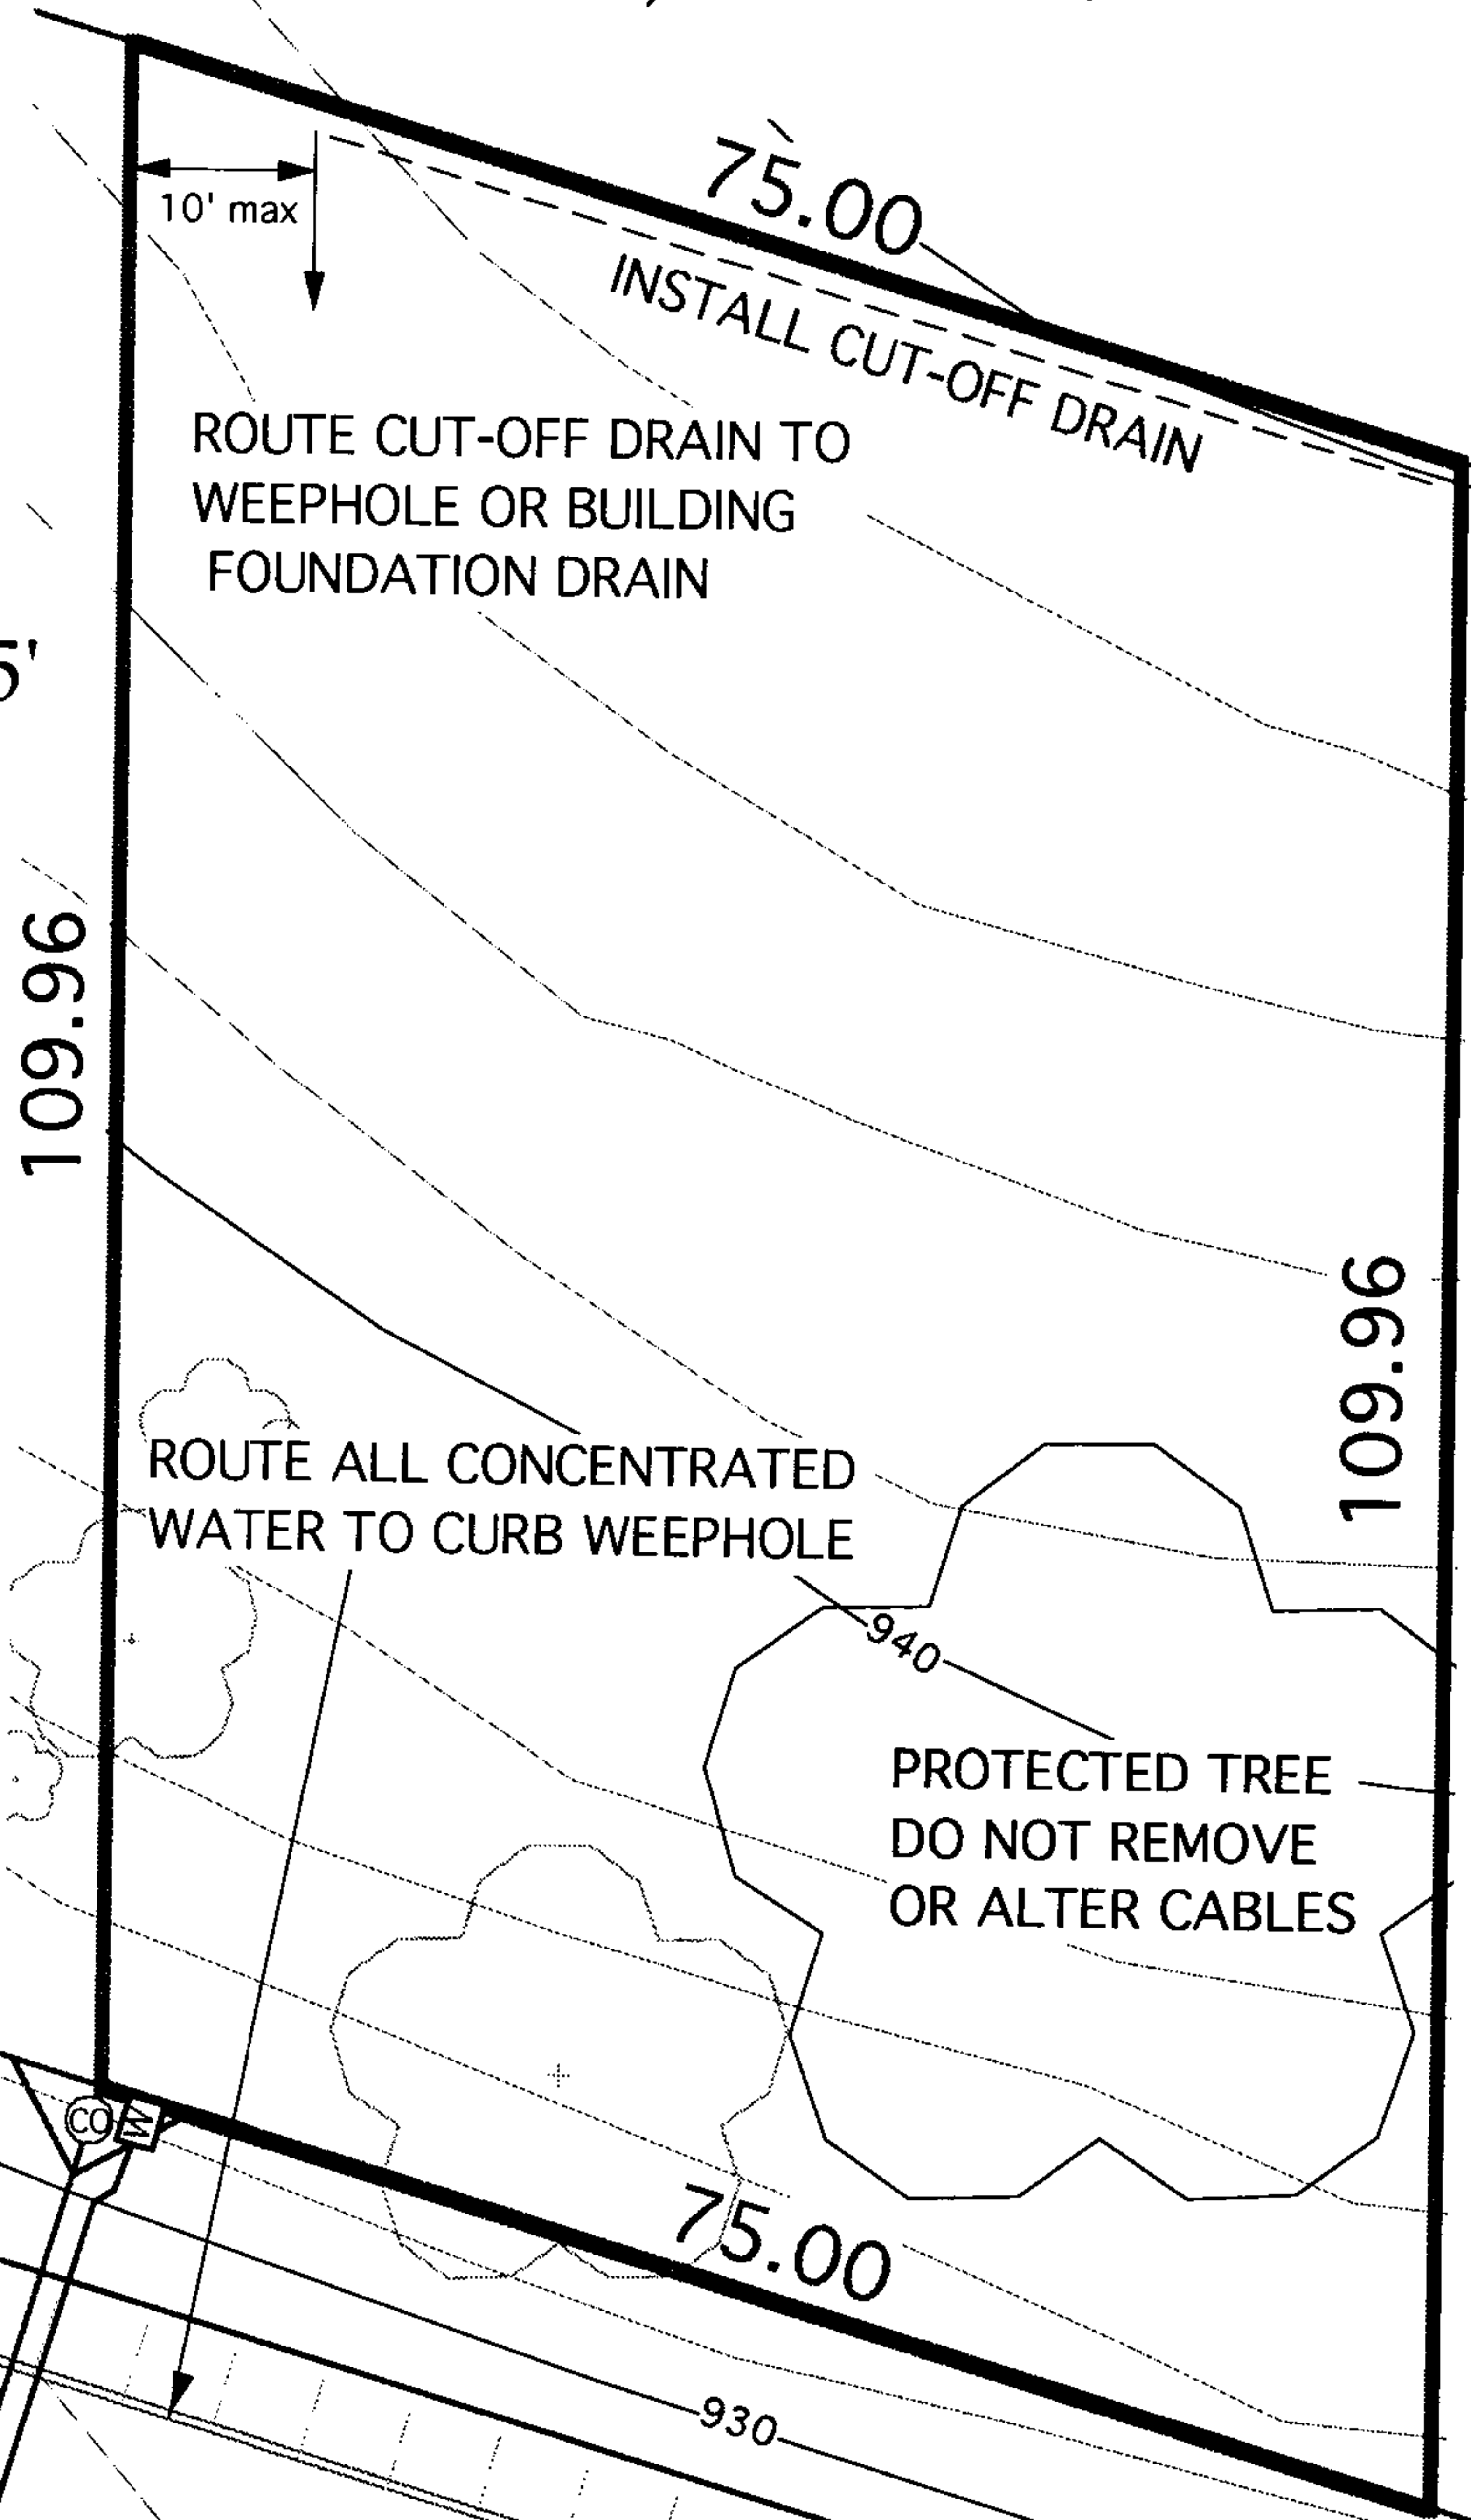 75.00
10' max
INSTALL CUT-OFF DRAIN
ROUTE CUT-OFF DRAIN TO
WEEPHOLE OR BUILDING
FOUNDATION DRAIN
5'
109.96
109.96
ROUTE ALL CONCENTRATED
WATER TO CURB WEEPHOLE
940
PROTECTED TREE
DO NOT REMOVE
OR ALTER CABLES
CO
W
75.00
930